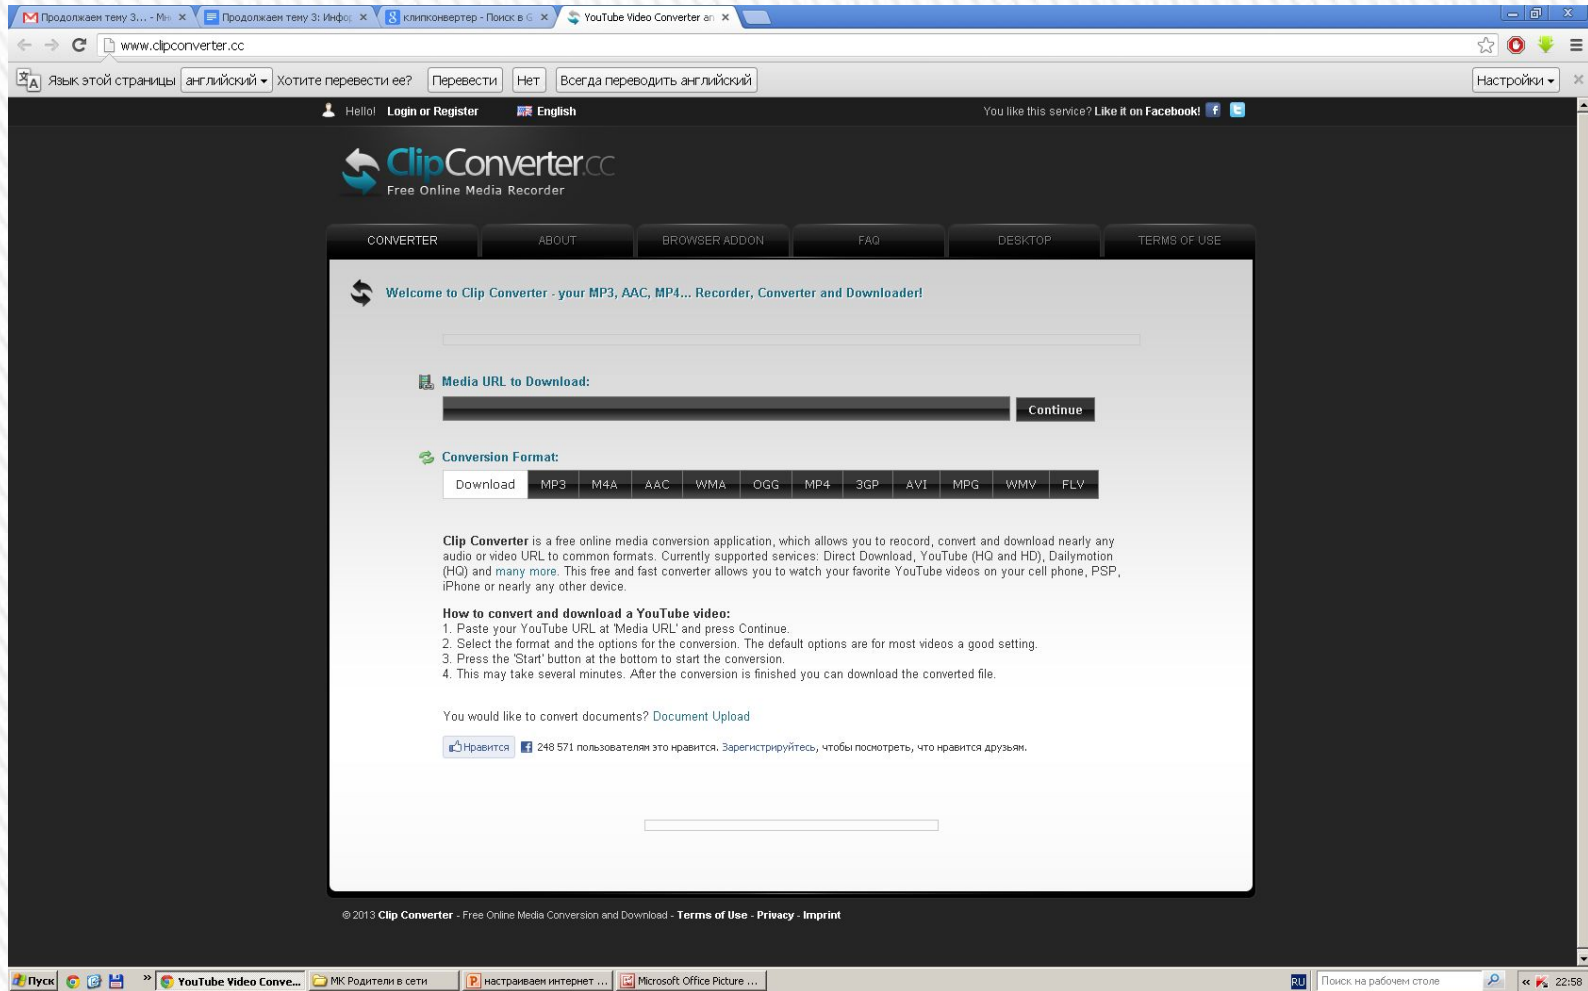 Продолжаем тему 3... - Мн
Продолжаем тему 3: Инфор
клипконвертер - Поиск в G
YouTube Video Converter an
www.clipconverter.cc
Язык этой страницы английский Хотите перевести ее? Перевести Нет Всегда переводить английский Настройки
Hello! Login or Register English You like this service? Like it on Facebook!
ClipConverter.cc
Free Online Media Recorder
CONVERTER ABOUT BROWSER ADDON FAQ DESKTOP TERMS OF USE
Welcome to Clip Converter - your MP3, AAC, MP4... Recorder, Converter and Downloader!
Media URL to Download:
Continue
Conversion Format:
Download MP3 M4A AAC WMA OGG MP4 3GP AVI MPG WMV FLV
Clip Converter is a free online media conversion application, which allows you to reocord, convert and download nearly any
audio or video URL to common formats. Currently supported services: Direct Download, YouTube (HQ and HD), Dailymotion
(HQ) and many more. This free and fast converter allows you to watch your favorite YouTube videos on your cell phone, PSP,
iPhone or nearly any other device.
How to convert and download a YouTube video:
1. Paste your YouTube URL at 'Media URL' and press Continue.
2. Select the format and the options for the conversion. The default options are for most videos a good setting.
3. Press the 'Start' button at the bottom to start the conversion.
4. This may take several minutes. After the conversion is finished you can download the converted file.
You would like to convert documents? Document Upload
Нравится 248 571 пользователям это нравится. Зарегистрируйтесь, чтобы посмотреть, что нравится друзьям.
© 2013 Clip Converter - Free Online Media Conversion and Download - Terms of Use - Privacy - Imprint
Пуск » YouTube Video Conve... МК Родители в сети настраиваем интернет ... Microsoft Office Picture ... RU Поиск на рабочем столе « 22:58